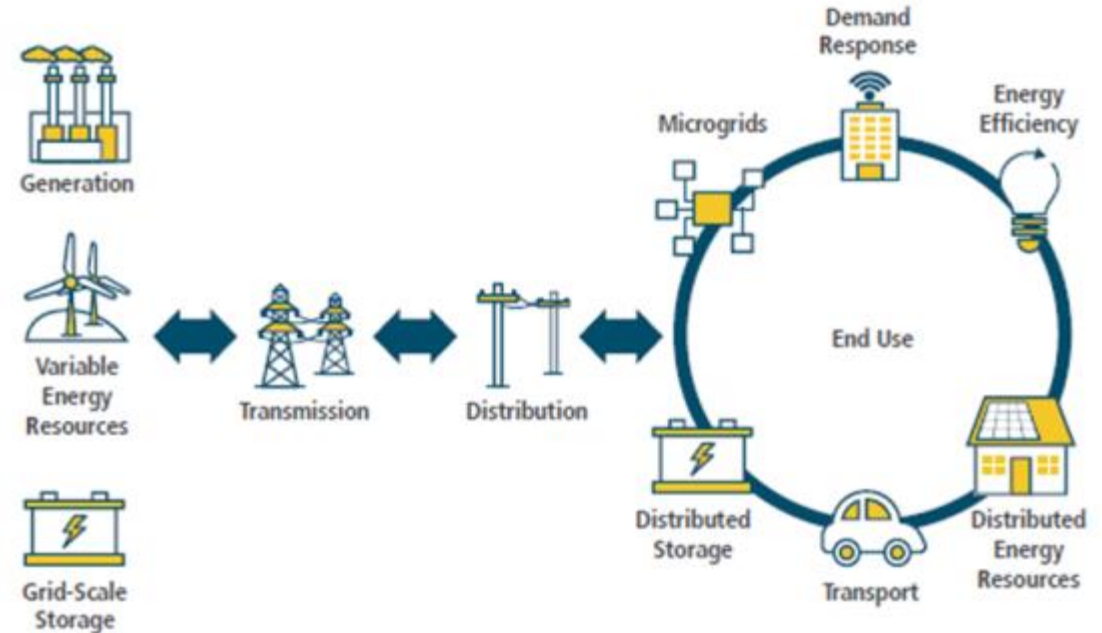 Generation
Variable
Energy
Resources
Grid-Scale
Storage
Transmission
Distribution
Demand
Response
Microgrids
Energy
Efficiency
End Use
Distributed
Storage
Transport
Distributed
Energy
Resources